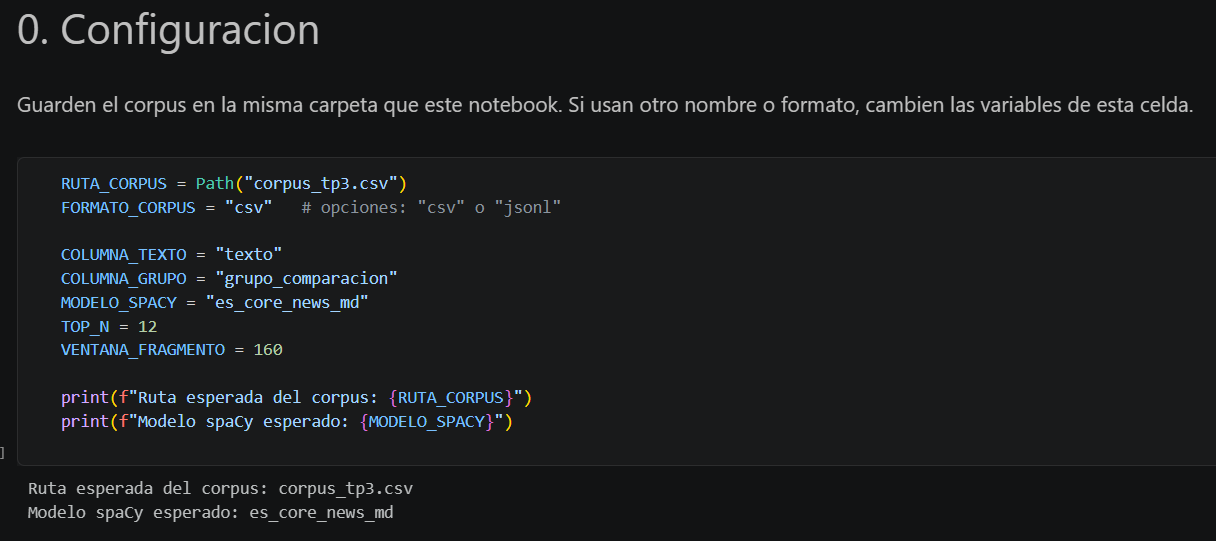 0. Configuracion
Guarden el corpus en la misma carpeta que este notebook. Si usan otro nombre o formato, cambien las variables de esta celda.
RUTA_CORPUS = Path("corpus_tp3.csv")
FORMATO_CORPUS = "csv"   # opciones: "csv" o "jsonl"
COLUMNA_TEXTO = "texto"
COLUMNA_GRUPO = "grupo_comparacion"
MODELO_SPACY = "es_core_news_md"
TOP_N = 12
VENTANA_FRAGMENTO = 160
print(f"Ruta esperada del corpus: {RUTA_CORPUS}")
print(f"Modelo spaCy esperado: {MODELO_SPACY}")
]
Ruta esperada del corpus: corpus_tp3.csv
Modelo spaCy esperado: es_core_news_md